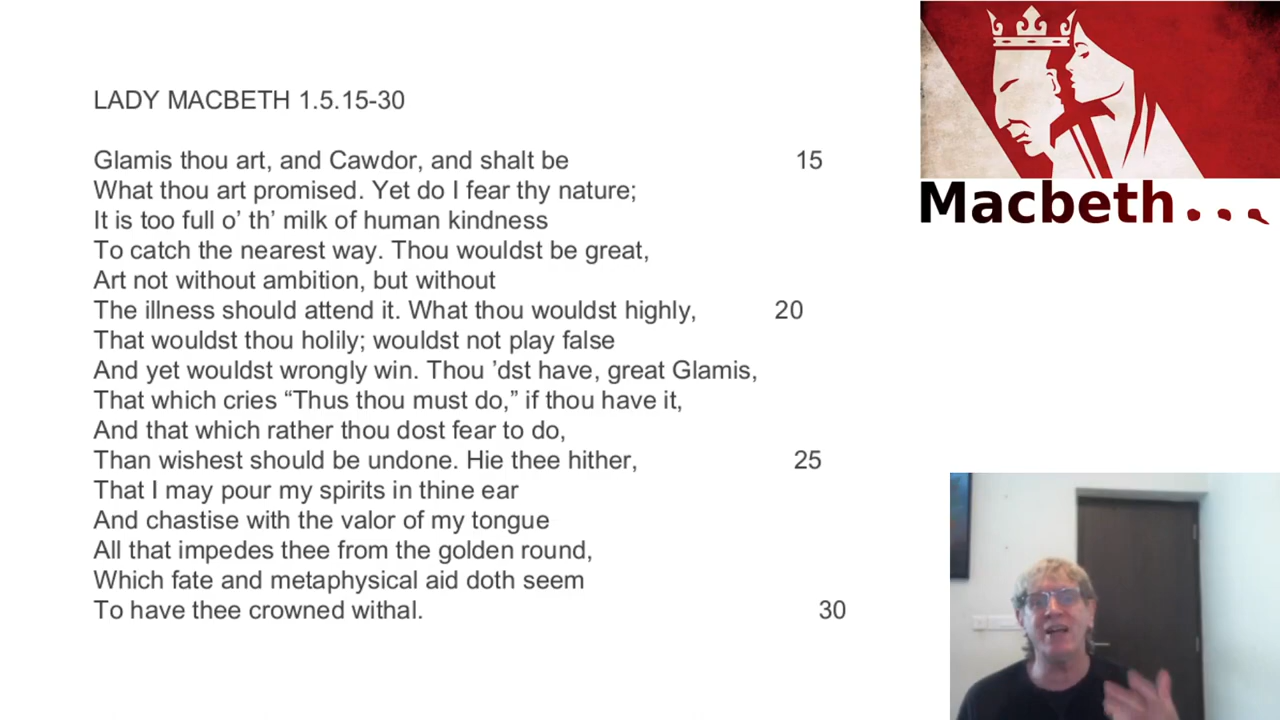 LADY MACBETH 1.5.15-30
Glamis thou art, and Cawdor, and shalt be 15
What thou art promised. Yet do I fear thy nature;
It is too full o’ th’ milk of human kindness
To catch the nearest way. Thou wouldst be great,
Art not without ambition, but without
The illness should attend it. What thou wouldst highly, 20
That wouldst thou holily; wouldst not play false
And yet wouldst wrongly win. Thou ’dst have, great Glamis,
That which cries “Thus thou must do,” if thou have it,
And that which rather thou dost fear to do,
Than wishest should be undone. Hie thee hither, 25
That I may pour my spirits in thine ear
And chastise with the valor of my tongue
All that impedes thee from the golden round,
Which fate and metaphysical aid doth seem
To have thee crowned withal. 30
Macbeth...